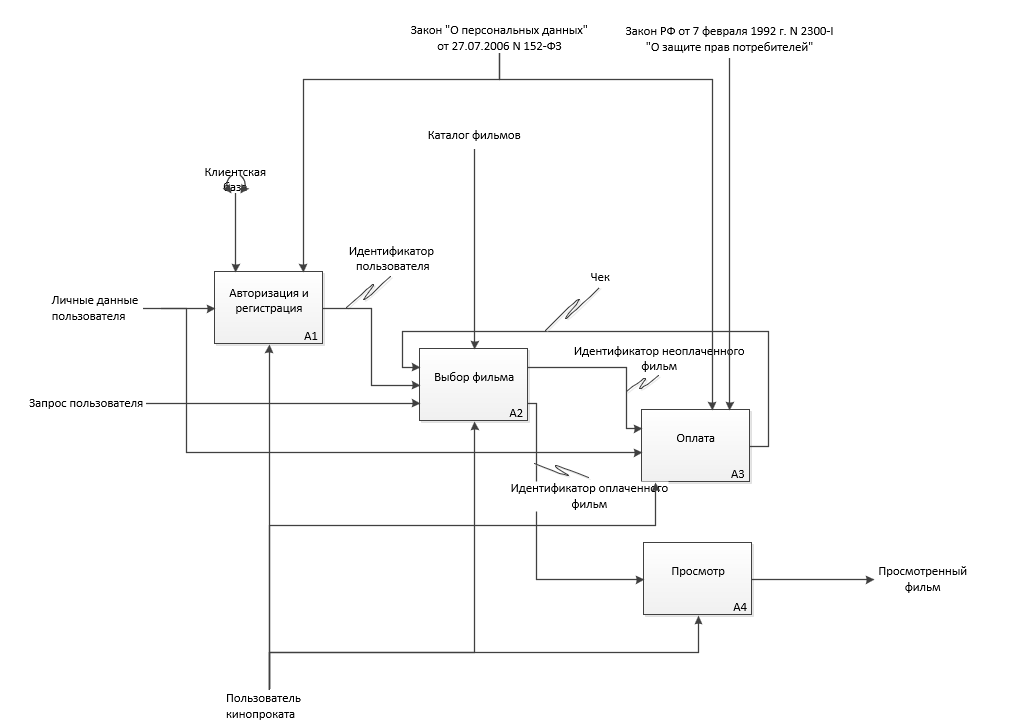 Закон "О персональных данных"
от 27.07.2006 N 152-ФЗ
Закон РФ от 7 февраля 1992 г. N 2300-I
"О защите прав потребителей"
Каталог фильмов
Клиентская
база
Идентификатор
пользователя
Чек
Личные данные
пользователя
Авторизация и
регистрация
A1
Идентификатор неоплаченного
фильм
Выбор фильма
A2
Запрос пользователя
Оплата
A3
Идентификатор оплаченного
фильм
Просмотр
A4
Просмотренный
фильм
Пользователь
кинопроката